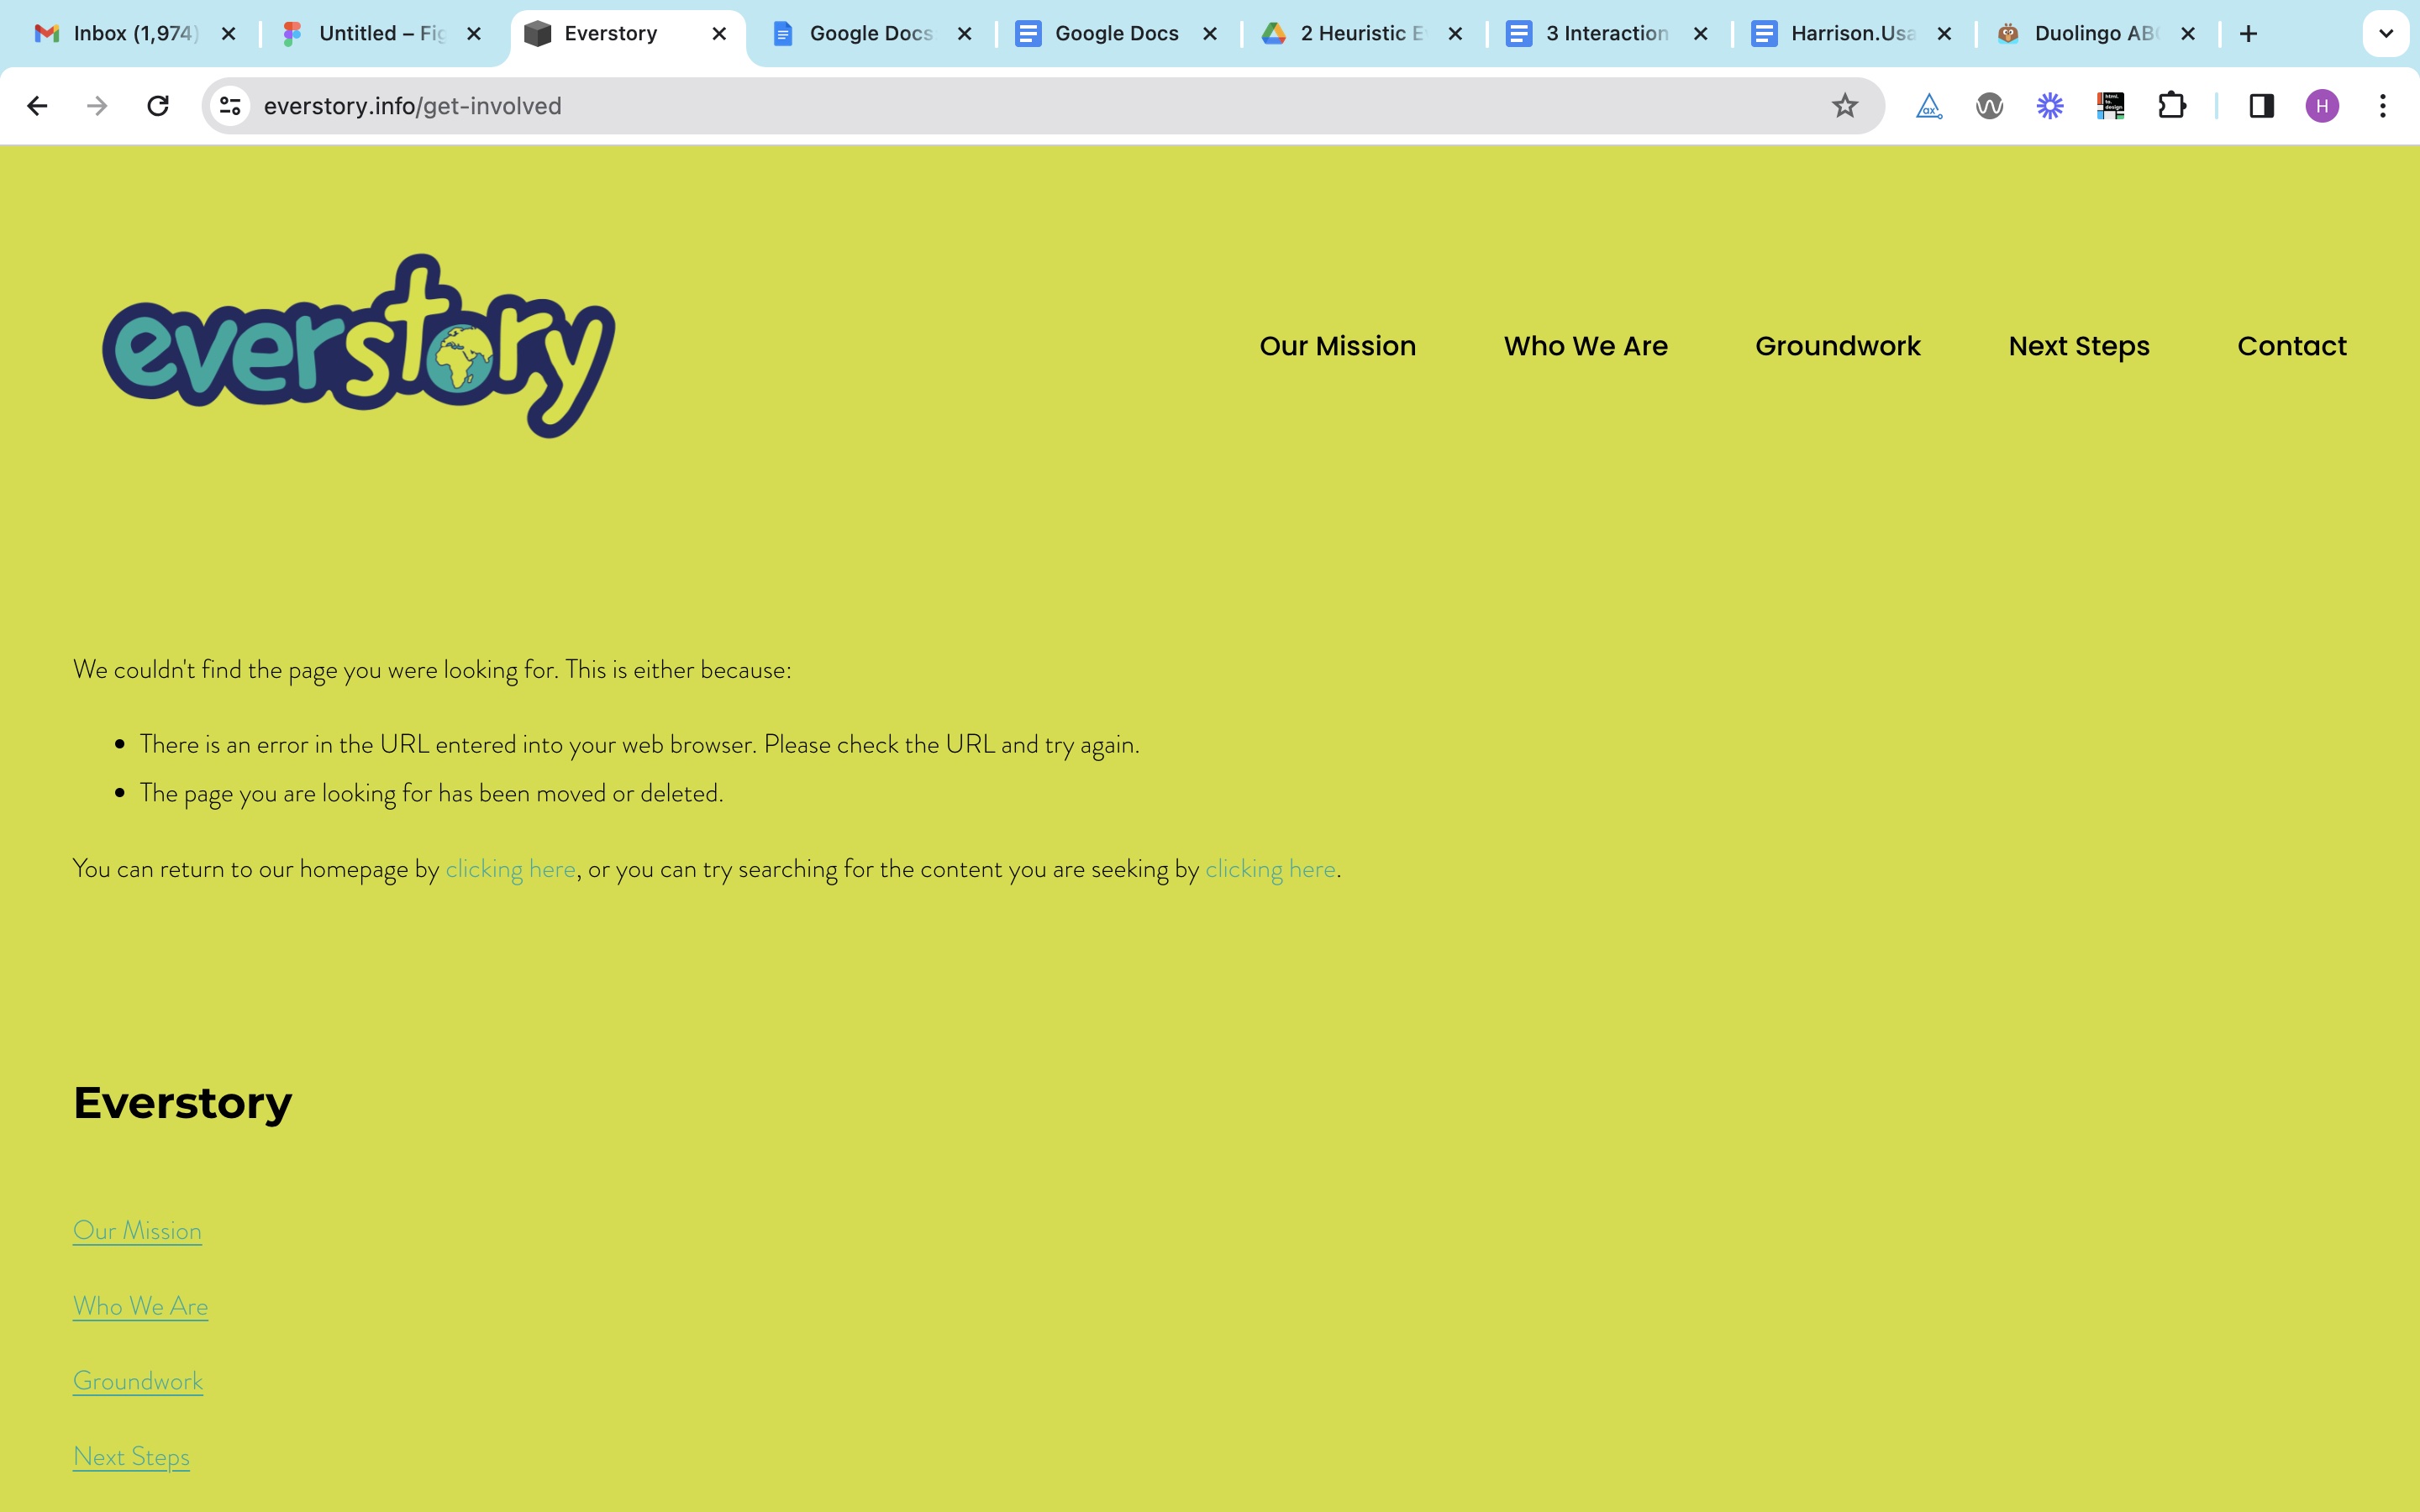 Inbox (1,974) Untitled – Fig Everstory Google Docs Google Docs 2 Heuristic E 3 Interaction Harrison.Usa Duolingo AB
everstory.info/get-involved H
everstory
Our Mission Who We Are Groundwork Next Steps Contact
We couldn't find the page you were looking for. This is either because:
• There is an error in the URL entered into your web browser. Please check the URL and try again.
• The page you are looking for has been moved or deleted.
You can return to our homepage by clicking here, or you can try searching for the content you are seeking by clicking here.
Everstory
Our Mission
Who We Are
Groundwork
Next Steps